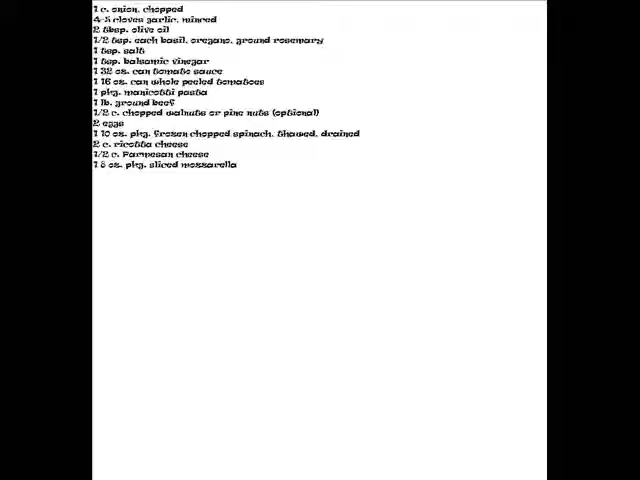 1 c. onion, chopped
4-5 cloves garlic, minced
2 tbsp. olive oil
1/2 tsp. each basil, oregano, ground rosemary
1 tsp. salt
1 tsp. balsamic vinegar
1 32 oz. can tomato sauce
1 16 oz. can whole peeled tomatoes
1 pkg. manicotti pasta
1 lb. ground beef
1/2 c. chopped walnuts or pine nuts (optional)
2 eggs
1 10 oz. pkg. frozen chopped spinach, thawed, drained
2 c. ricotta cheese
1/2 c. Parmesan cheese
1 8 oz. pkg. sliced mozzarella